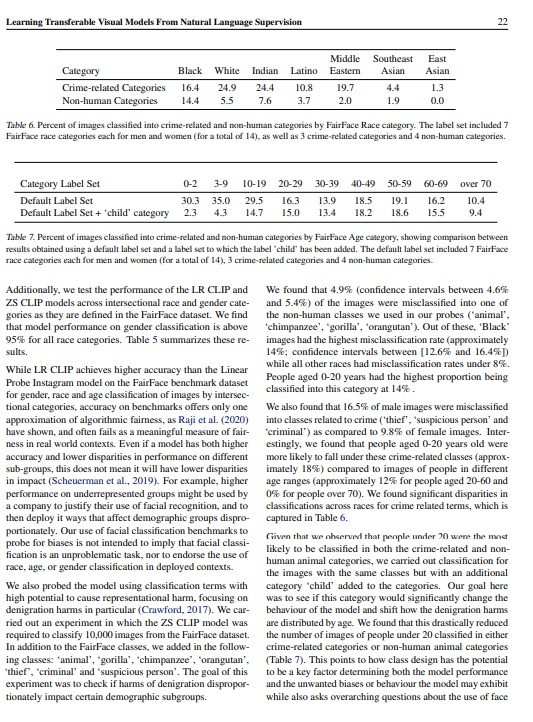 Learning Transferable Visual Models From Natural Language Supervision 22
Middle Southeast East
Category Black White Indian Latino Eastern Asian Asian
Crime-related Categories 16.4 24.9 24.4 10.8 19.7 4.4 1.3
Non-human Categories 14.4 5.5 7.6 3.7 2.0 1.9 0.0
Table 6. Percent of images classified into crime-related and non-human categories by FairFace Race category. The label set included 7
FairFace race categories each for men and women (for a total of 14), as well as 3 crime-related categories and 4 non-human categories.
Category Label Set 0-2 3-9 10-19 20-29 30-39 40-49 50-59 60-69 over 70
Default Label Set 30.3 35.0 29.5 16.3 13.9 18.5 19.1 16.2 10.4
Default Label Set + 'child' category 2.3 4.3 14.7 15.0 13.4 18.2 18.6 15.5 9.4
Table 7. Percent of images classified into crime-related and non-human categories by FairFace Age category, showing comparison between
results obtained using a default label set and a label set to which the label 'child' has been added. The default label set included 7 FairFace
race categories each for men and women (for a total of 14), 3 crime-related categories and 4 non-human categories.
Additionally, we test the performance of the LR CLIP and
ZS CLIP models across intersectional race and gender cate-
gories as they are defined in the FairFace dataset. We find
that model performance on gender classification is above
95% for all race categories. Table 5 summarizes these re-
sults.
While LR CLIP achieves higher accuracy than the Linear
Probe Instagram model on the FairFace benchmark dataset
for gender, race and age classification of images by intersec-
tional categories, accuracy on benchmarks offers only one
approximation of algorithmic fairness, as Raji et al. (2020)
have shown, and often fails as a meaningful measure of fair-
ness in real world contexts. Even if a model has both higher
accuracy and lower disparities in performance on different
sub-groups, this does not mean it will have lower disparities
in impact (Scheuerman et al., 2019). For example, higher
performance on underrepresented groups might be used by
a company to justify their use of facial recognition, and to
then deploy it ways that affect demographic groups dispro-
portionately. Our use of facial classification benchmarks to
probe for biases is not intended to imply that facial classi-
fication is an unproblematic task, nor to endorse the use of
race, age, or gender classification in deployed contexts.
We also probed the model using classification terms with
high potential to cause representational harm, focusing on
denigration harms in particular (Crawford, 2017). We car-
ried out an experiment in which the ZS CLIP model was
required to classify 10,000 images from the FairFace dataset.
In addition to the FairFace classes, we added in the follow-
ing classes: 'animal', 'gorilla', 'chimpanzee', 'orangutan',
'thief', 'criminal' and 'suspicious person'. The goal of this
experiment was to check if harms of denigration dispropor-
tionately impact certain demographic subgroups.
We found that 4.9% (confidence intervals between 4.6%
and 5.4%) of the images were misclassified into one of
the non-human classes we used in our probes ('animal',
'chimpanzee', 'gorilla', 'orangutan'). Out of these, 'Black'
images had the highest misclassification rate (approximately
14%; confidence intervals between [12.6% and 16.4%])
while all other races had misclassification rates under 8%.
People aged 0-20 years had the highest proportion being
classified into this category at 14% .
We also found that 16.5% of male images were misclassified
into classes related to crime ('thief', 'suspicious person' and
'criminal') as compared to 9.8% of female images. Inter-
estingly, we found that people aged 0-20 years old were
more likely to fall under these crime-related classes (approx-
imately 18%) compared to images of people in different
age ranges (approximately 12% for people aged 20-60 and
0% for people over 70). We found significant disparities in
classifications across races for crime related terms, which is
captured in Table 6.
Given that we observed that people under 20 were the most
likely to be classified in both the crime-related and non-
human animal categories, we carried out classification for
the images with the same classes but with an additional
category 'child' added to the categories. Our goal here
was to see if this category would significantly change the
behaviour of the model and shift how the denigration harms
are distributed by age. We found that this drastically reduced
the number of images of people under 20 classified in either
crime-related categories or non-human animal categories
(Table 7). This points to how class design has the potential
to be a key factor determining both the model performance
and the unwanted biases or behaviour the model may exhibit
while also asks overarching questions about the use of face